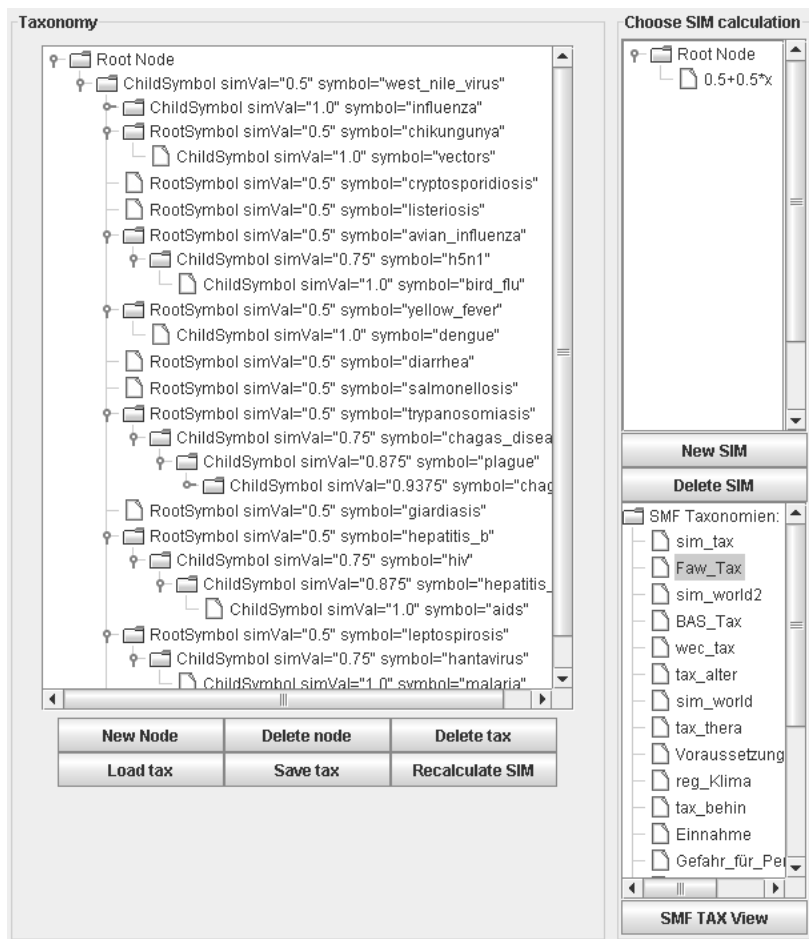 Taxonomy
Root Node
ChildSymbol simVal="0.5" symbol="west_nile_virus"
ChildSymbol simVal="1.0" symbol="influenza"
RootSymbol simVal="0.5" symbol="chikungunya"
ChildSymbol simVal="1.0" symbol="vectors"
RootSymbol simVal="0.5" symbol="cryptosporidiosis"
RootSymbol simVal="0.5" symbol="listeriosis"
RootSymbol simVal="0.5" symbol="avian_influenza"
ChildSymbol simVal="0.75" symbol="h5n1"
ChildSymbol simVal="1.0" symbol="bird_flu"
RootSymbol simVal="0.5" symbol="yellow_fever"
ChildSymbol simVal="1.0" symbol="dengue"
RootSymbol simVal="0.5" symbol="diarrhea"
RootSymbol simVal="0.5" symbol="salmonellosis"
RootSymbol simVal="0.5" symbol="trypanosomiasis"
ChildSymbol simVal="0.75" symbol="chagas_disea
ChildSymbol simVal="0.875" symbol="plague"
ChildSymbol simVal="0.9375" symbol="chag
RootSymbol simVal="0.5" symbol="giardiasis"
RootSymbol simVal="0.5" symbol="hepatitis_b"
ChildSymbol simVal="0.75" symbol="hiv"
ChildSymbol simVal="0.875" symbol="hepatitis_
ChildSymbol simVal="1.0" symbol="aids"
RootSymbol simVal="0.5" symbol="leptospirosis"
ChildSymbol simVal="0.75" symbol="hantavirus"
ChildSymbol simVal="1.0" symbol="malaria"
New Node Delete node Delete tax
Load tax Save tax Recalculate SIM
Choose SIM calculation
Root Node
0.5+0.5*x
New SIM
Delete SIM
SMF Taxonomien:
sim_tax
Faw_Tax
sim_world2
BAS_Tax
wec_tax
tax_alter
sim_world
tax_thera
Voraussetzung
reg_Klima
tax_behin
Einnahme
Gefahr_für_Per
SMF TAX View